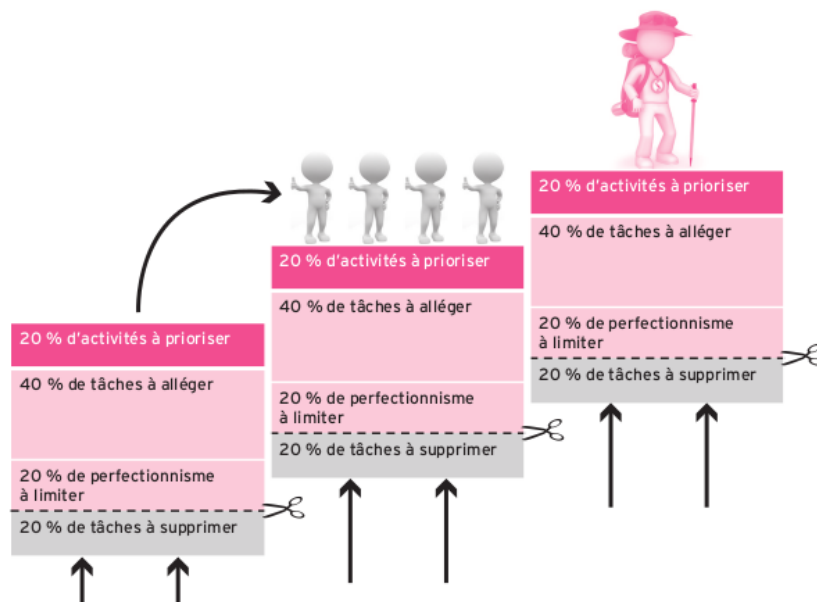 20 % d'activités à prioriser
40 % de tâches à alléger
20 % de perfectionnisme
à limiter
20 % de tâches à supprimer
20 % d'activités à prioriser
40 % de tâches à alléger
20 % de perfectionnisme
à limiter
20 % de tâches à supprimer
20 % d'activités à prioriser
40 % de tâches à alléger
20 % de perfectionnisme
à limiter
20 % de tâches à supprimer